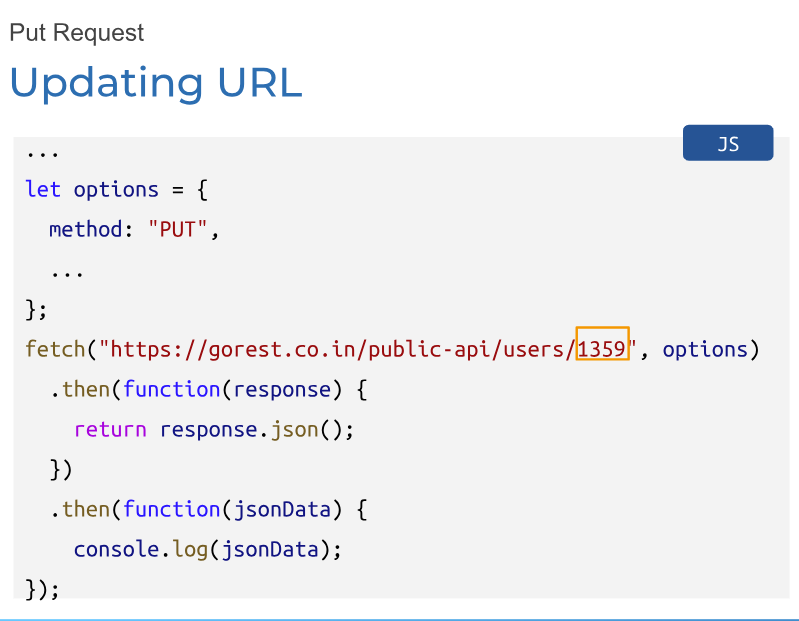 Put Request
Updating URL
JS
...
let options = {
  method: "PUT",
  ...
};
fetch("https://gorest.co.in/public-api/users/1359", options)
  .then(function(response) {
    return response.json();
  })
  .then(function(jsonData) {
    console.log(jsonData);
});